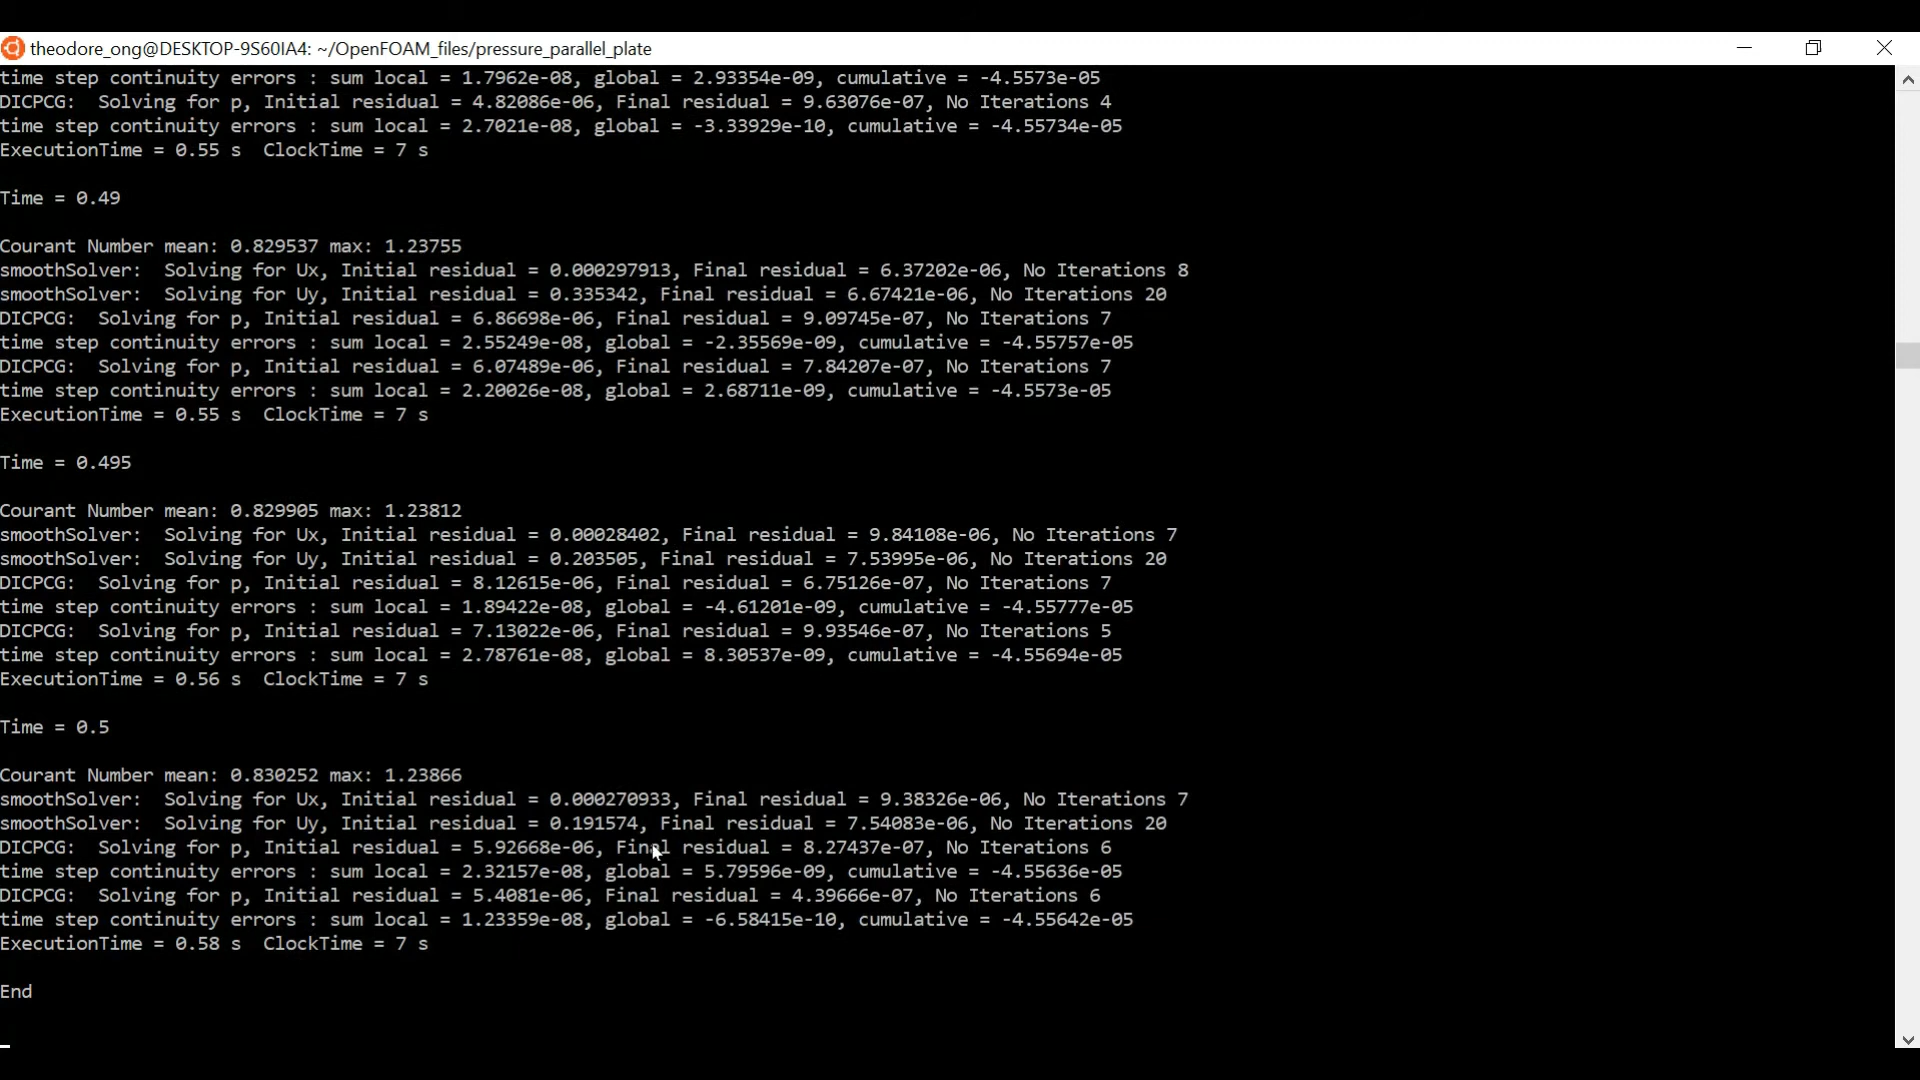 theodore_ong@DESKTOP-9S60IA4: ~/OpenFOAM_files/pressure_parallel_plate
time step continuity errors : sum local = 1.7962e-08, global = 2.93354e-09, cumulative = -4.5573e-05
DICPCG:  Solving for p, Initial residual = 4.82086e-06, Final residual = 9.63076e-07, No Iterations 4
time step continuity errors : sum local = 2.7021e-08, global = -3.33929e-10, cumulative = -4.55734e-05
ExecutionTime = 0.55 s  ClockTime = 7 s
Time = 0.49
Courant Number mean: 0.829537 max: 1.23755
smoothSolver:  Solving for Ux, Initial residual = 0.000297913, Final residual = 6.37202e-06, No Iterations 8
smoothSolver:  Solving for Uy, Initial residual = 0.335342, Final residual = 6.67421e-06, No Iterations 20
DICPCG:  Solving for p, Initial residual = 6.86698e-06, Final residual = 9.09745e-07, No Iterations 7
time step continuity errors : sum local = 2.55249e-08, global = -2.35569e-09, cumulative = -4.55757e-05
DICPCG:  Solving for p, Initial residual = 6.07489e-06, Final residual = 7.84207e-07, No Iterations 7
time step continuity errors : sum local = 2.20026e-08, global = 2.68711e-09, cumulative = -4.5573e-05
ExecutionTime = 0.55 s  ClockTime = 7 s
Time = 0.495
Courant Number mean: 0.829905 max: 1.23812
smoothSolver:  Solving for Ux, Initial residual = 0.00028402, Final residual = 9.84108e-06, No Iterations 7
smoothSolver:  Solving for Uy, Initial residual = 0.203505, Final residual = 7.53995e-06, No Iterations 20
DICPCG:  Solving for p, Initial residual = 8.12615e-06, Final residual = 6.75126e-07, No Iterations 7
time step continuity errors : sum local = 1.89422e-08, global = -4.61201e-09, cumulative = -4.55777e-05
DICPCG:  Solving for p, Initial residual = 7.13022e-06, Final residual = 9.93546e-07, No Iterations 5
time step continuity errors : sum local = 2.78761e-08, global = 8.30537e-09, cumulative = -4.55694e-05
ExecutionTime = 0.56 s  ClockTime = 7 s
Time = 0.5
Courant Number mean: 0.830252 max: 1.23866
smoothSolver:  Solving for Ux, Initial residual = 0.000270933, Final residual = 9.38326e-06, No Iterations 7
smoothSolver:  Solving for Uy, Initial residual = 0.191574, Final residual = 7.54083e-06, No Iterations 20
DICPCG:  Solving for p, Initial residual = 5.92668e-06, Final residual = 8.27437e-07, No Iterations 6
time step continuity errors : sum local = 2.32157e-08, global = 5.79596e-09, cumulative = -4.55636e-05
DICPCG:  Solving for p, Initial residual = 5.4081e-06, Final residual = 4.39666e-07, No Iterations 6
time step continuity errors : sum local = 1.23359e-08, global = -6.58415e-10, cumulative = -4.55642e-05
ExecutionTime = 0.58 s  ClockTime = 7 s
End